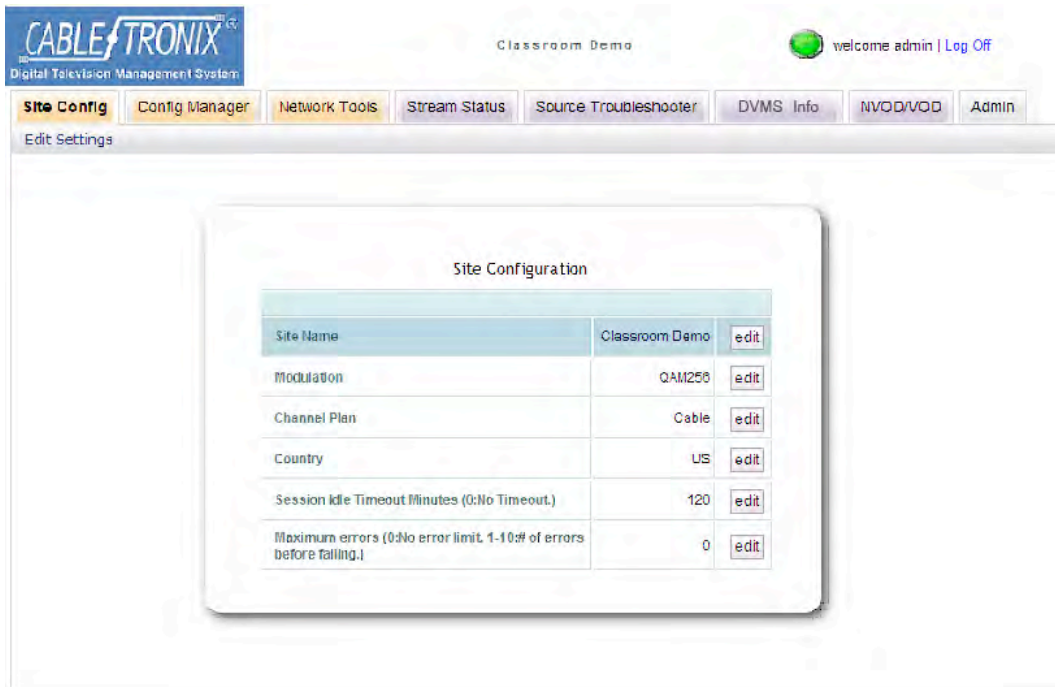 CABLETRONIX
Digital Television Management System
Classroom Demo
welcome admin | Log Off
Site Config
Config Manager
Network Tools
Stream Status
Source Troubleshooter
DVMS Info
NVOD/VOD
Admin
Edit Settings
Site Configuration
Site Name Classroom Demo edit
Modulation QAM256 edit
Channel Plan Cable edit
Country US edit
Session Idle Timeout Minutes (0:No Timeout.) 120 edit
Maximum errors (0:No error limit. 1-10:# of errors
before failing.) 0 edit